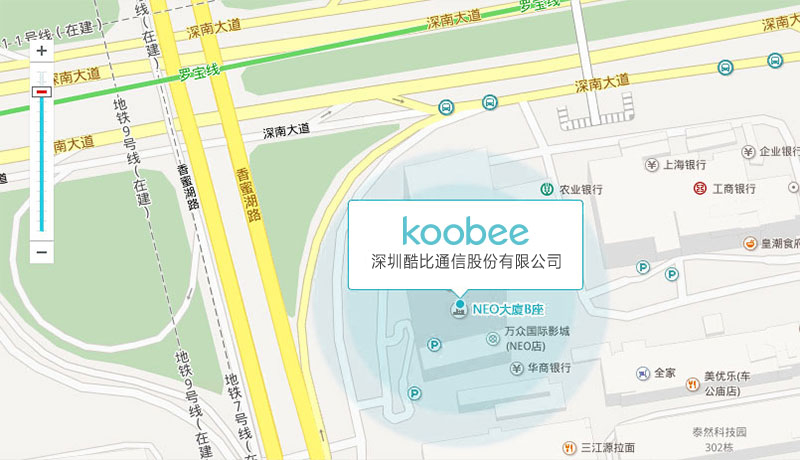 1-1号线(在建)
(在建)
深南大道
深南大道
罗宝线
深南大道
罗宝线
深南大道
深南大道
深南大道
地铁9号线(在建)
香蜜湖路
香蜜湖路
上海银行
企业银行
农业银行
工商银行
皇潮食府
koobee
深圳酷比通信股份有限公司
P
P
NEO大廈B座
万众国际影城
(NEO店)
P
华商银行
P
全家
美优乐(车
公庙店)
地铁9号线(在建)
地铁7号线(在建)
三江源拉面
泰然科技园
302栋